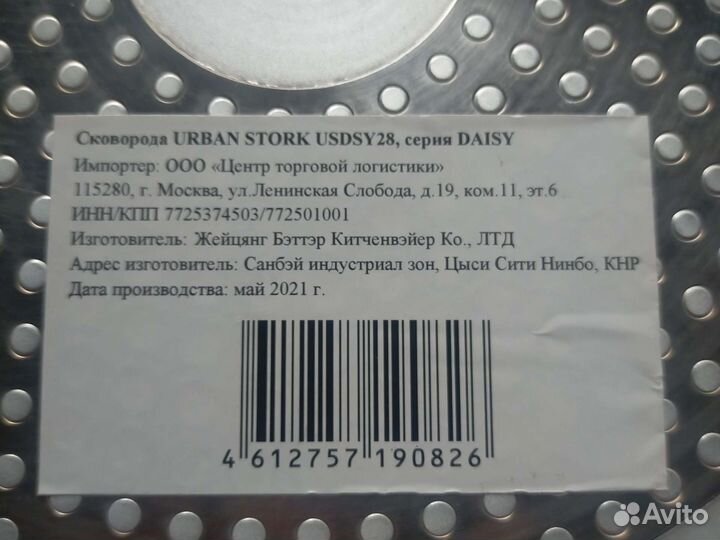 Сковорода URBAN STORK USDSY28, серия DAISY
Импортер: ООО «Центр торговой логистики»
115280, г. Москва, ул.Ленинская Слобода, д.19, ком.11, эт.6
ИНН/КПП 7725374503/772501001
Изготовитель: Жейцянг Бэттэр Китченвэйер Ко., ЛТД
Адрес изготовитель: Санбэй индустриал зон, Цыси Сити Нинбо, КНР
Дата производства: май 2021 г.
4 612757 190826
Avito